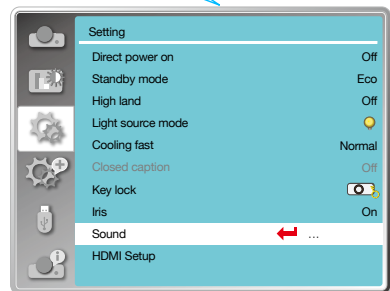 Setting
Direct power on Off
Standby mode Eco
High land Off
Light source mode
Cooling fast Normal
Closed caption Off
Key lock
Iris On
Sound ...
HDMI Setup